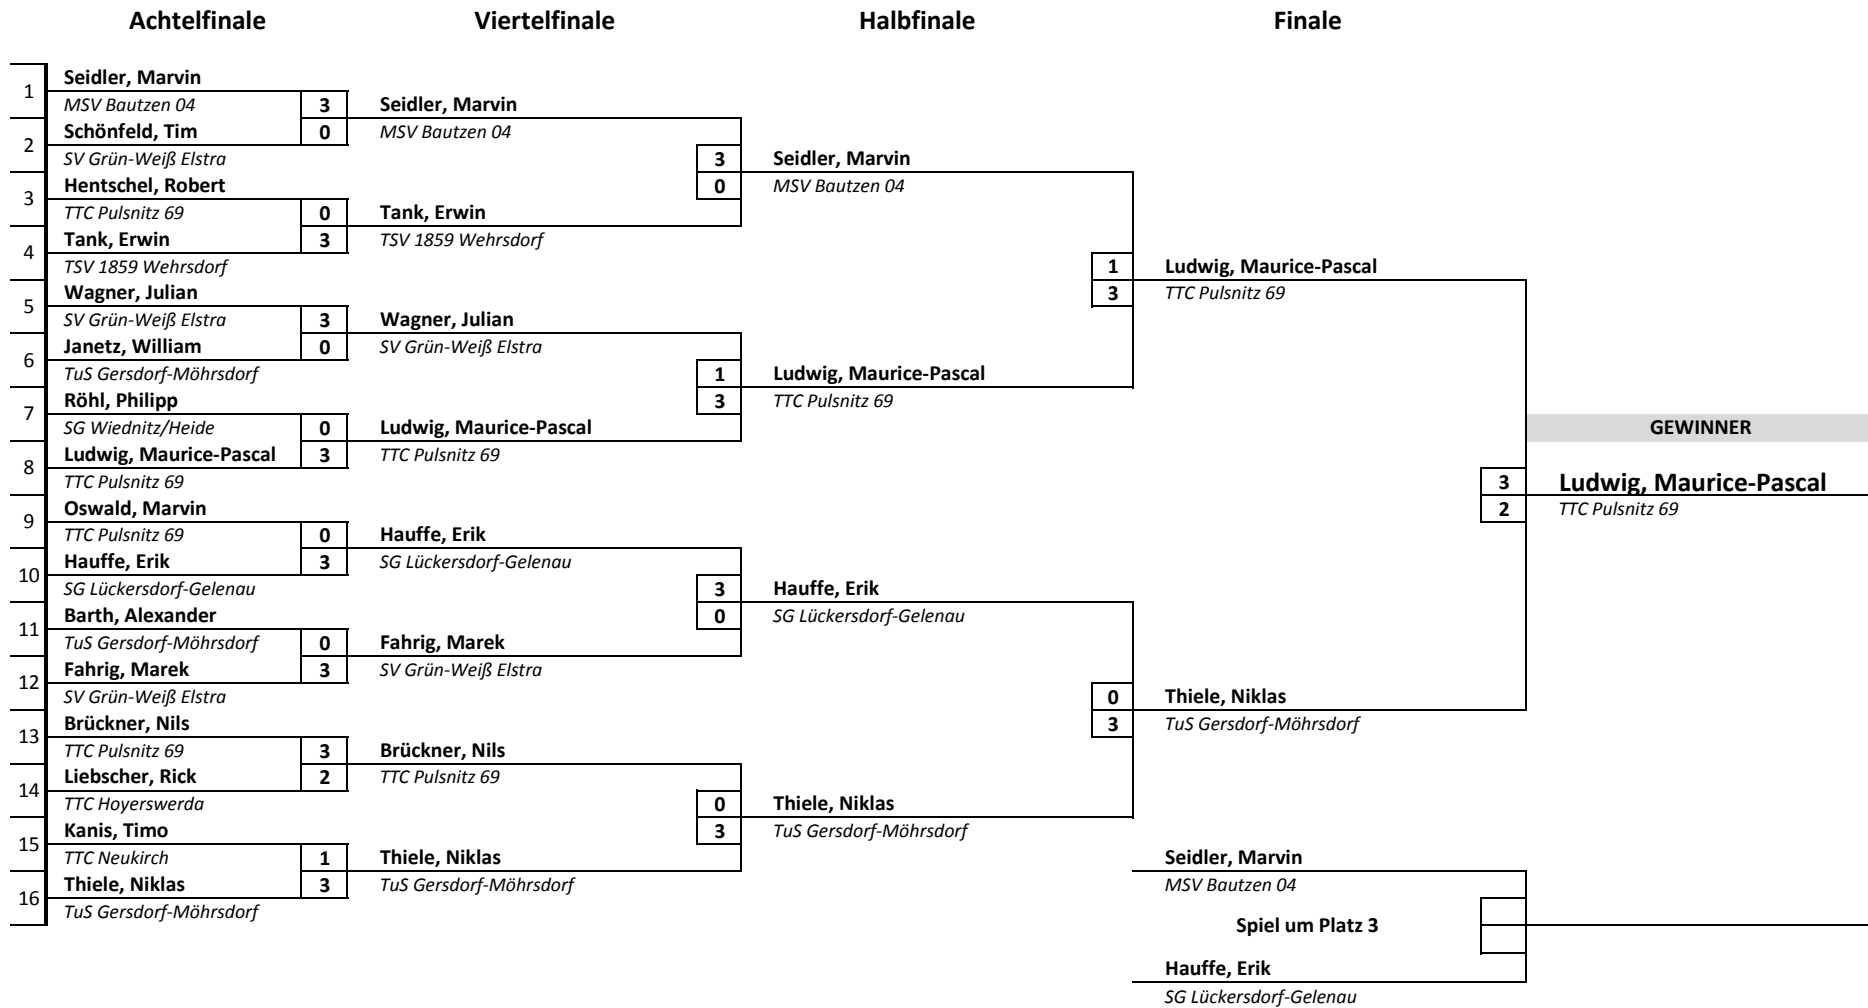 Achtelfinale Viertelfinale Halbfinale Finale
1 Seidler, Marvin
MSV Bautzen 04 3
2 Schönfeld, Tim 0
SV Grün-Weiß Elstra
3 Hentschel, Robert
TTC Pulsnitz 69 0
4 Tank, Erwin 3
TSV 1859 Wehrsdorf
5 Wagner, Julian
SV Grün-Weiß Elstra 3
6 Janetz, William 0
TuS Gersdorf-Möhrsdorf
7 Röhl, Philipp
SG Wiednitz/Heide 0
8 Ludwig, Maurice-Pascal 3
TTC Pulsnitz 69
9 Oswald, Marvin
TTC Pulsnitz 69 0
10 Hauffe, Erik 3
SG Lückersdorf-Gelenau
11 Barth, Alexander
TuS Gersdorf-Möhrsdorf 0
12 Fahrig, Marek 3
SV Grün-Weiß Elstra
13 Brückner, Nils
TTC Pulsnitz 69 3
14 Liebscher, Rick 2
TTC Hoyerswerda
15 Kanis, Timo
TTC Neukirch 1
16 Thiele, Niklas 3
TuS Gersdorf-Möhrsdorf
Seidler, Marvin
MSV Bautzen 04
3
0
Tank, Erwin
TSV 1859 Wehrsdorf
Wagner, Julian
SV Grün-Weiß Elstra
1
3
Ludwig, Maurice-Pascal
TTC Pulsnitz 69
Hauffe, Erik
SG Lückersdorf-Gelenau
3
0
Fahrig, Marek
SV Grün-Weiß Elstra
Brückner, Nils
TTC Pulsnitz 69
0
3
Thiele, Niklas
TuS Gersdorf-Möhrsdorf
Seidler, Marvin
MSV Bautzen 04
1
3
Ludwig, Maurice-Pascal
TTC Pulsnitz 69
Hauffe, Erik
SG Lückersdorf-Gelenau
0
3
Thiele, Niklas
TuS Gersdorf-Möhrsdorf
Ludwig, Maurice-Pascal
TTC Pulsnitz 69
3
2
Thiele, Niklas
TuS Gersdorf-Möhrsdorf
GEWINNER
Ludwig, Maurice-Pascal
TTC Pulsnitz 69
Seidler, Marvin
MSV Bautzen 04
Spiel um Platz 3
Hauffe, Erik
SG Lückersdorf-Gelenau